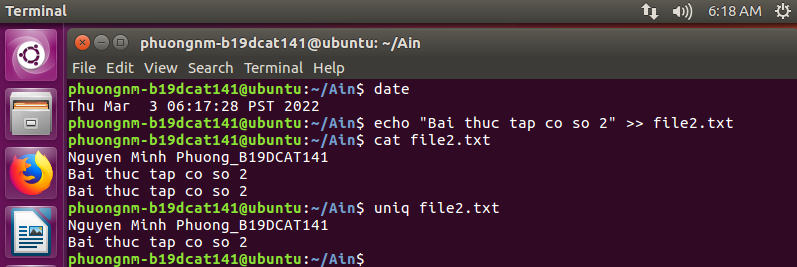 Terminal
6:18 AM
phuongnm-b19dcat141@ubuntu: ~/Ain
File Edit View Search Terminal Help
phuongnm-b19dcat141@ubuntu:~/Ain$ date
Thu Mar  3 06:17:28 PST 2022
phuongnm-b19dcat141@ubuntu:~/Ain$ echo "Bai thuc tap co so 2" >> file2.txt
phuongnm-b19dcat141@ubuntu:~/Ain$ cat file2.txt
Nguyen Minh Phuong_B19DCAT141
Bai thuc tap co so 2
Bai thuc tap co so 2
phuongnm-b19dcat141@ubuntu:~/Ain$ uniq file2.txt
Nguyen Minh Phuong_B19DCAT141
Bai thuc tap co so 2
phuongnm-b19dcat141@ubuntu:~/Ain$